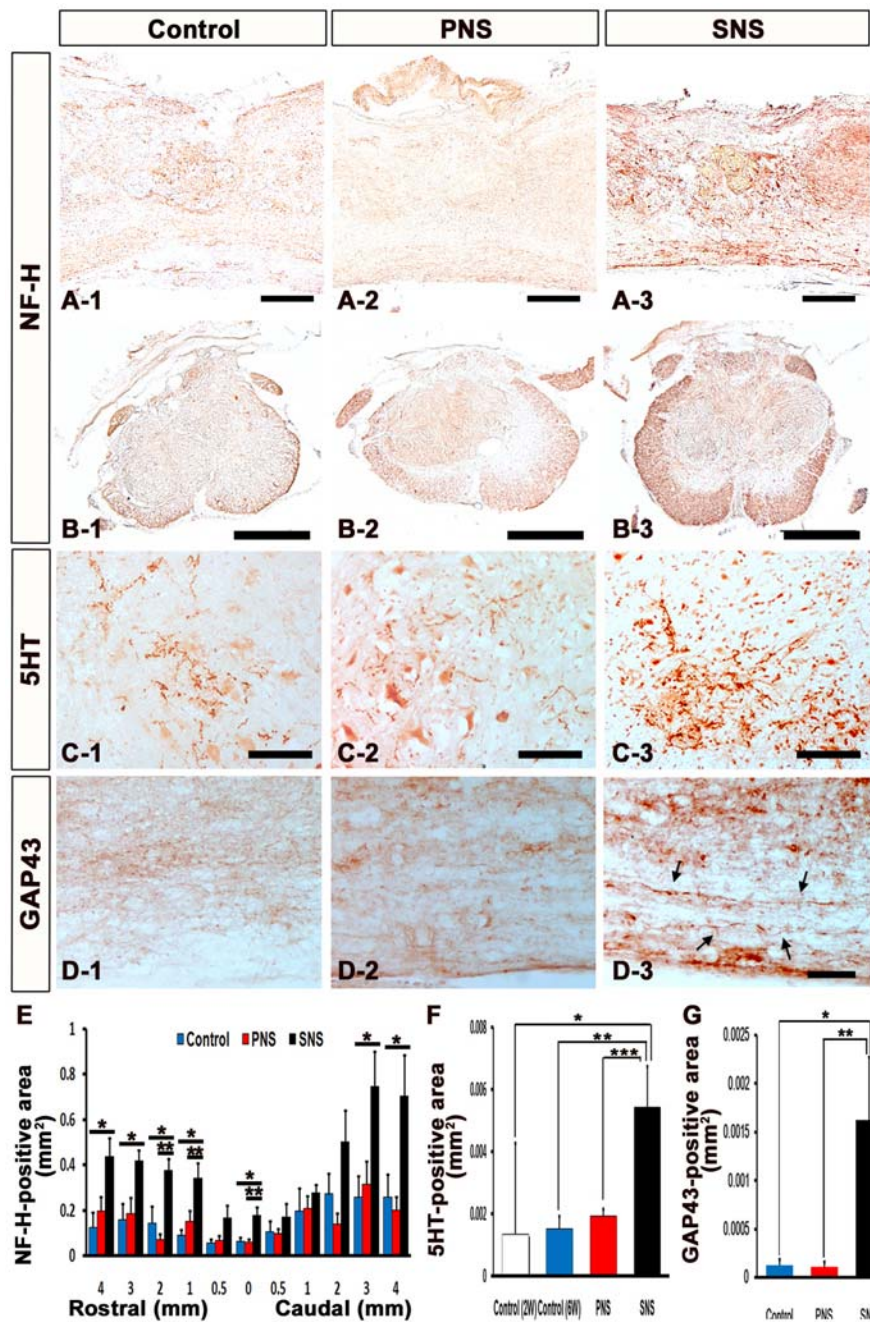 Control PNS SNS
NF-H
A-1 A-2 A-3
B-1 B-2 B-3
5HT
C-1 C-2 C-3
GAP43
D-1 D-2 D-3
E
NF-H-positive area
(mm²)
1
0.8
0.6
0.4
0.2
0
Control PNS SNS
* * * ** * ** * ** * *
4 3 2 1 0.5 0 0.5 1 2 3 4
Rostral (mm) Caudal (mm)
F
5HT-positive area
(mm²)
0.008
0.006
0.004
0.002
0
*
**
***
Control (2W) Control (6W) PNS SNS
G
GAP43-positive area
(mm²)
0.0025
0.002
0.0015
0.001
0.0005
0
*
**
Control PNS SN